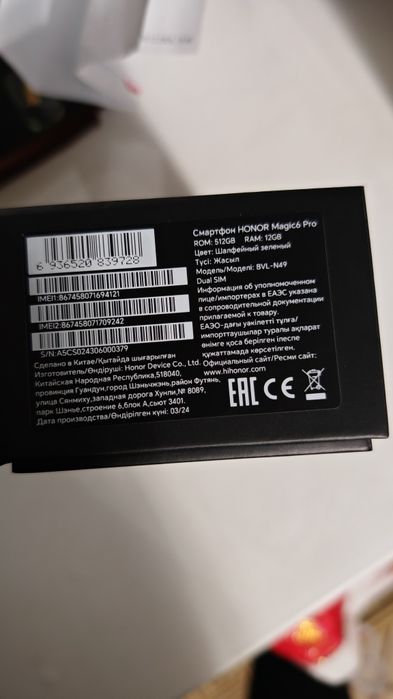 Смартфон HONOR Magic6 Pro
ROM: 512GB RAM: 12GB
Цвет: Шалфейный зеленый
Түсі: Жасыл
Модель/Моделі: BVL-N49
Dual SIM
Информация об уполномоченном
лице/импортерах в ЕАЭС указана
в сопроводительной документации
прилагаемой к товару.
ЕАЭО-дағы уәкілетті тұлға/
импорттаушылар туралы ақпарат
өнімге қоса берілген ілеспе
құжаттамада көрсетілген.
Официальный сайт/Ресми сайт:
https://www.hihonor.com
6 936520 839728
IMEI1:867458071694121
IMEI2:867458071709242
S/N:A5CS024306000379
Сделано в Китае/Қытайда шығарылған
Изготовитель/Өндіруші: Honor Device Co., Ltd.
Китайская Народная Республика,518040,
провинция Гуандун,город Шэньчжэнь,район Футянь,
улица Сянмиху,западная дорога Хунли,№ 8089,
парк Шэнье,строение 6,блок А,сьют 3401.
Дата производства/Өндірілген күні: 03/24
EAC CE